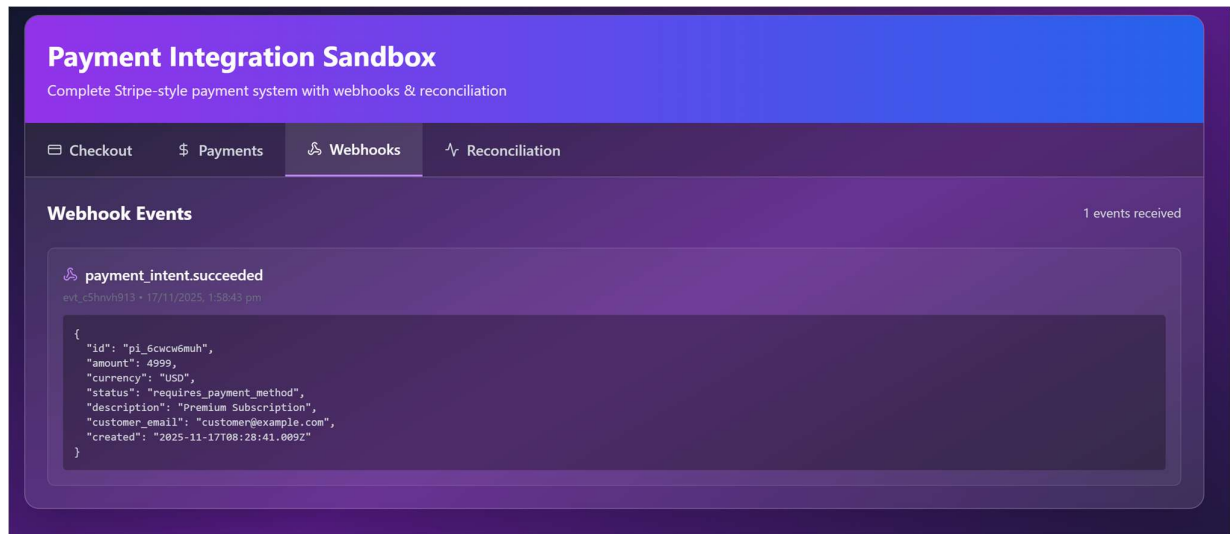 Payment Integration Sandbox
Complete Stripe-style payment system with webhooks & reconciliation
Checkout
Payments
Webhooks
Reconciliation
Webhook Events
1 events received
payment_intent.succeeded
evt_c5hnvh913 • 17/11/2025, 1:58:43 pm
{
"id": "pi_6cwcw6muh",
"amount": 4999,
"currency": "USD",
"status": "requires_payment_method",
"description": "Premium Subscription",
"customer_email": "customer@example.com",
"created": "2025-11-17T08:28:41.009Z"
}